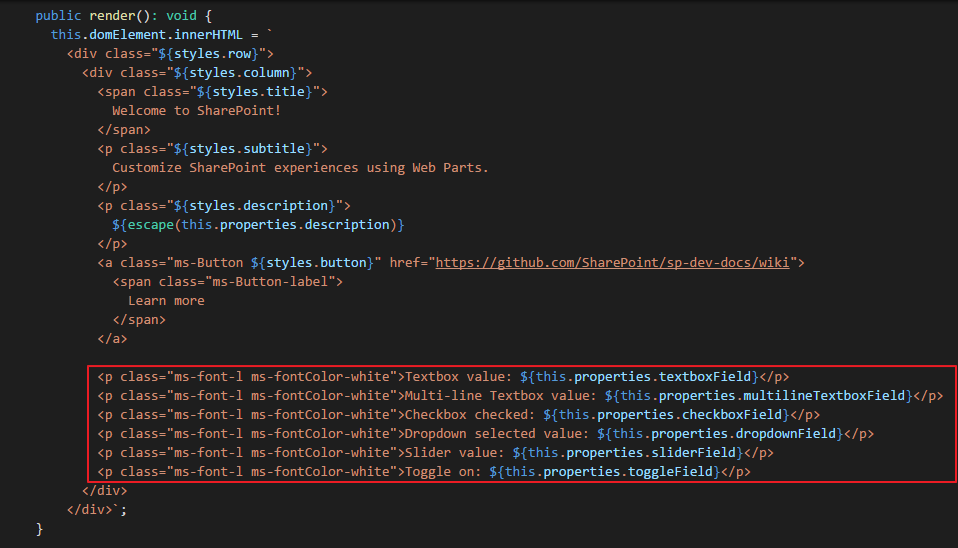 public render(): void {
this.domElement.innerHTML = `
<div class="${styles.row}">
<div class="${styles.column}">
<span class="${styles.title}">
Welcome to SharePoint!
</span>
<p class="${styles.subtitle}">
Customize SharePoint experiences using Web Parts.
</p>
<p class="${styles.description}">
${escape(this.properties.description)}
</p>
<a class="ms-Button ${styles.button}" href="https://github.com/SharePoint/sp-dev-docs/wiki">
<span class="ms-Button-label">
Learn more
</span>
</a>
<p class="ms-font-l ms-fontColor-white">Textbox value: ${this.properties.textboxField}</p>
<p class="ms-font-l ms-fontColor-white">Multi-line Textbox value: ${this.properties.multilineTextboxField}</p>
<p class="ms-font-l ms-fontColor-white">Checkbox checked: ${this.properties.checkboxField}</p>
<p class="ms-font-l ms-fontColor-white">Dropdown selected value: ${this.properties.dropdownField}</p>
<p class="ms-font-l ms-fontColor-white">Slider value: ${this.properties.sliderField}</p>
<p class="ms-font-l ms-fontColor-white">Toggle on: ${this.properties.toggleField}</p>
</div>
</div>`;
}